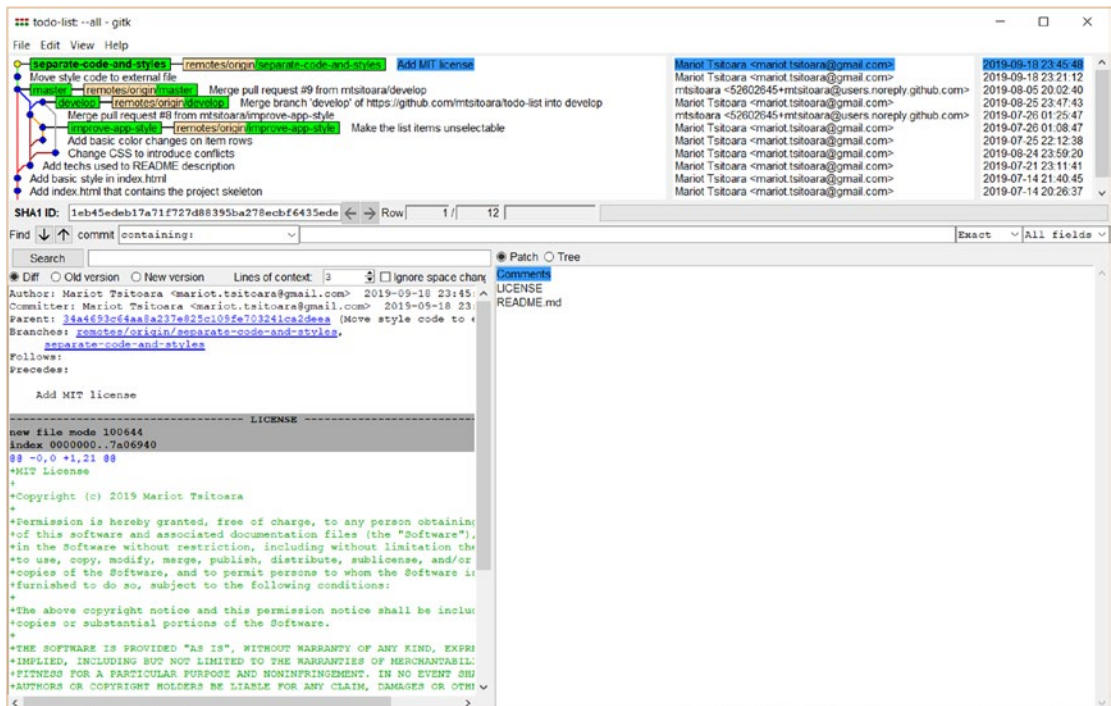 todo-list: --all - gitk
File Edit View Help
separate-code-and-styles remotes/origin/separate-code-and-styles Add MIT license Mariot Tsitoara <mariot.tsitoara@gmail.com> 2019-09-18 23:45:48
Move style code to external file Mariot Tsitoara <mariot.tsitoara@gmail.com> 2019-09-18 23:21:12
master remotes/origin/master Merge pull request #9 from mtsitoara/develop mtsitoara <52602645+mtsitoara@users.noreply.github.com> 2019-08-05 20:02:40
develop remotes/origin/develop Merge branch 'develop' of https://github.com/mtsitoara/todo-list into develop Mariot Tsitoara <mariot.tsitoara@gmail.com> 2019-08-25 23:47:43
Merge pull request #8 from mtsitoara/improve-app-style mtsitoara <52602645+mtsitoara@users.noreply.github.com> 2019-07-26 01:25:47
improve-app-style remotes/origin/improve-app-style Make the list items unselectable Mariot Tsitoara <mariot.tsitoara@gmail.com> 2019-07-26 01:08:47
Add basic color changes on item rows Mariot Tsitoara <mariot.tsitoara@gmail.com> 2019-07-25 22:12:38
Change CSS to introduce conflicts Mariot Tsitoara <mariot.tsitoara@gmail.com> 2019-08-24 23:59:20
Add techs used to README description Mariot Tsitoara <mariot.tsitoara@gmail.com> 2019-07-21 23:11:41
Add basic style in index.html Mariot Tsitoara <mariot.tsitoara@gmail.com> 2019-07-14 21:40:45
Add index.html that contains the project skeleton Mariot Tsitoara <mariot.tsitoara@gmail.com> 2019-07-14 20:26:37
SHA1 ID: 1eb45edeb17a71f727d88395ba278ecbf6435ede Row 1 / 12
Find commit containing: Exact All fields
Search
Diff Old version New version Lines of context: 3 Ignore space chang
Patch Tree
Comments
LICENSE
README.md
Author: Mariot Tsitoara <mariot.tsitoara@gmail.com> 2019-09-18 23:45:
Committer: Mariot Tsitoara <mariot.tsitoara@gmail.com> 2019-09-18 23:
Parent: 34a4693c64aa8a237e825c109fe703241ca2deea (Move style code to e
Branches: remotes/origin/separate-code-and-styles,
separate-code-and-styles
Follows:
Precedes:
Add MIT license
LICENSE
new file mode 100644
index 0000000..7a06940
@@ -0,0 +1,21 @@
+MIT License
+
+Copyright (c) 2019 Mariot Tsitoara
+
+Permission is hereby granted, free of charge, to any person obtaining
+of this software and associated documentation files (the "Software"),
+in the Software without restriction, including without limitation the
+to use, copy, modify, merge, publish, distribute, sublicense, and/or
+copies of the Software, and to permit persons to whom the Software is
+furnished to do so, subject to the following conditions:
+
+The above copyright notice and this permission notice shall be includ
+copies or substantial portions of the Software.
+
+THE SOFTWARE IS PROVIDED "AS IS", WITHOUT WARRANTY OF ANY KIND, EXPRE
+IMPLIED, INCLUDING BUT NOT LIMITED TO THE WARRANTIES OF MERCHANTABIL
+FITNESS FOR A PARTICULAR PURPOSE AND NONINFRINGEMENT. IN NO EVENT SHA
+AUTHORS OR COPYRIGHT HOLDERS BE LIABLE FOR ANY CLAIM, DAMAGES OR OTH